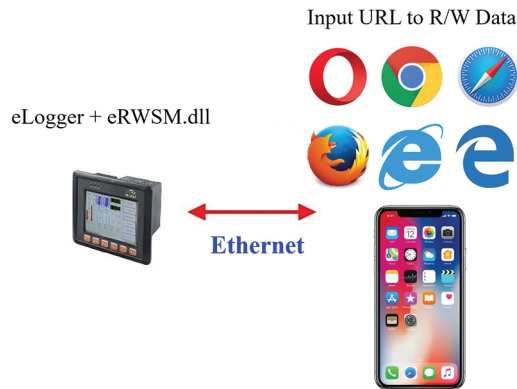 Input URL to R/W Data
eLogger + eRWSM.dll
Ethernet